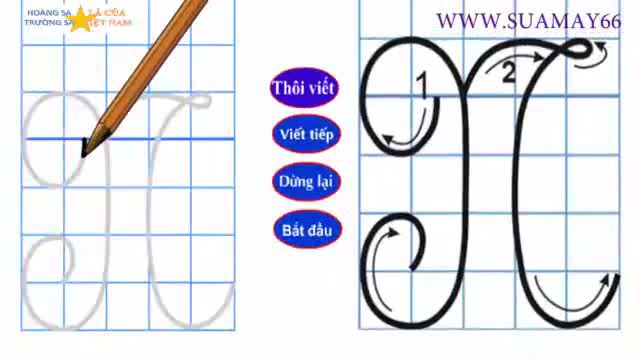 HOÀNG SA
LÀ CỦA
TRƯỜNG SA
VIỆT NAM
WWW.SUAMAY66
Thôi viết
Viết tiếp
Dừng lại
Bắt đầu
1
2